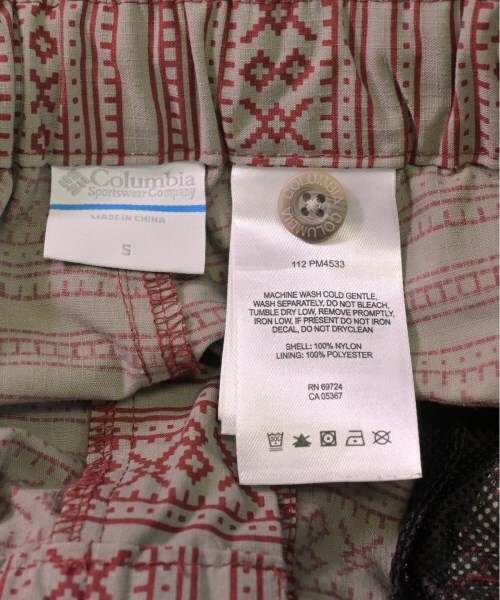 Columbia
Sportswear Company
MADE IN CHINA
S
COLUMBIA COLUMBIA
112 PM4533
MACHINE WASH COLD GENTLE,
WASH SEPARATELY, DO NOT BLEACH,
TUMBLE DRY LOW, REMOVE PROMPTLY,
IRON LOW, IF PRESENT DO NOT IRON
DECAL, DO NOT DRYCLEAN
SHELL: 100% NYLON
LINING: 100% POLYESTER
RN 69724
CA 05367